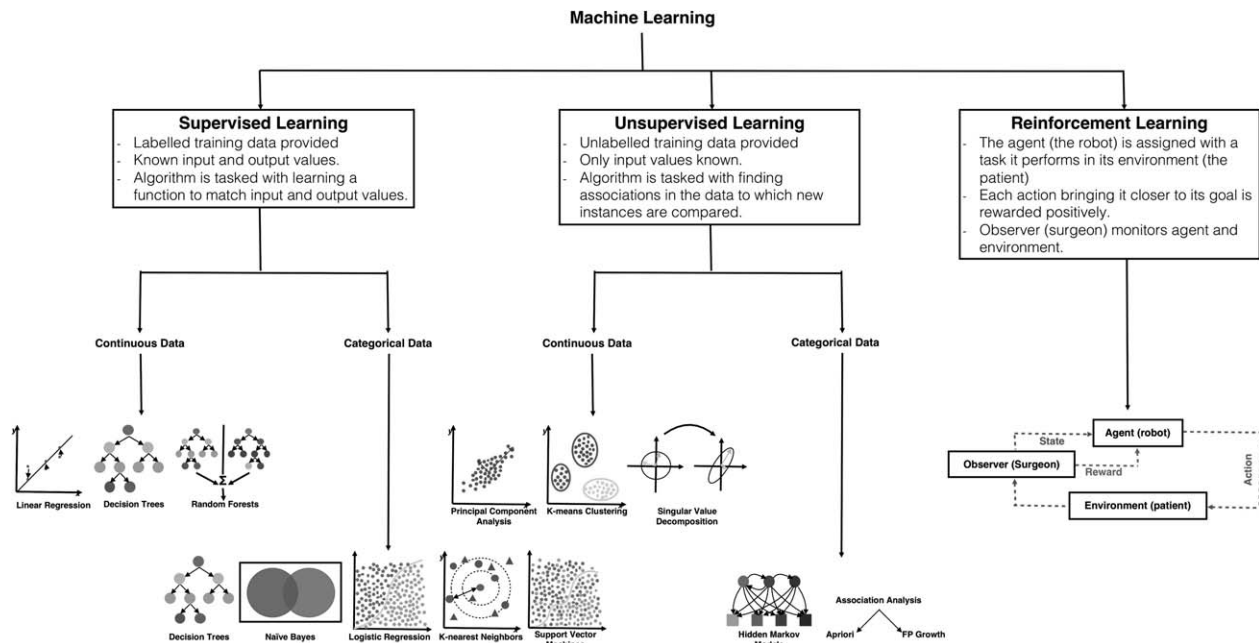 Machine Learning
Supervised Learning
- Labelled training data provided
- Known input and output values.
- Algorithm is tasked with learning a
function to match input and output values.
Unsupervised Learning
- Unlabelled training data provided
- Only input values known.
- Algorithm is tasked with finding
associations in the data to which new
instances are compared.
Reinforcement Learning
- The agent (the robot) is assigned with a
task it performs in its environment (the
patient)
- Each action bringing it closer to its goal is
rewarded positively.
- Observer (surgeon) monitors agent and
environment.
Continuous Data
Categorical Data
Continuous Data
Categorical Data
y
x
Linear Regression
Decision Trees
Σ
Random Forests
y
x
Principal Component
Analysis
y
x
K-means Clustering
Singular Value
Decomposition
State
Agent (robot)
Observer (Surgeon)
Reward
Action
Environment (patient)
Decision Trees
Naïve Bayes
y
x
Logistic Regression
y
x
K-nearest Neighbors
y
x
Support Vector
Hidden Markov
Association Analysis
Apriori
FP Growth